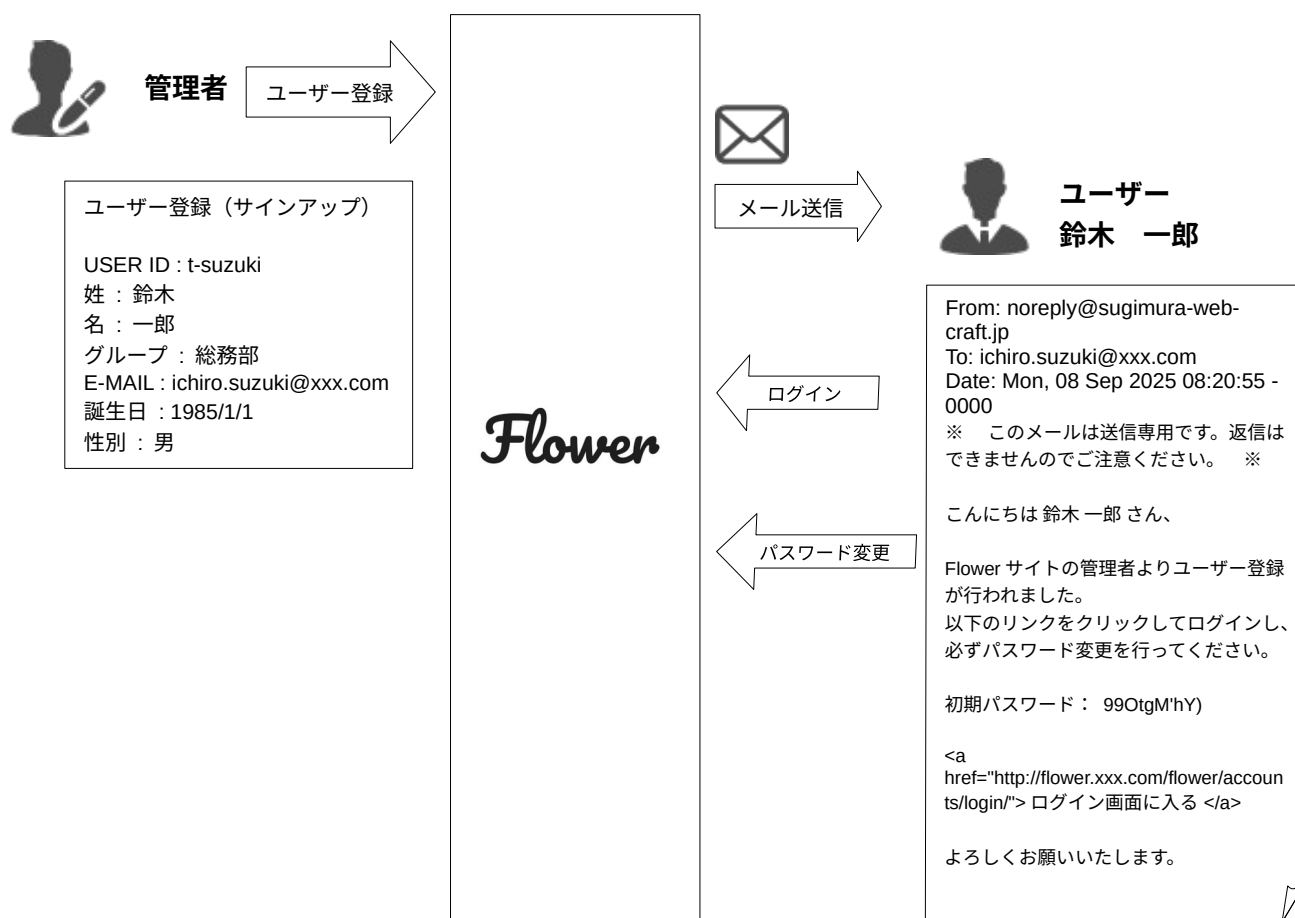 管理者
ユーザー登録
ユーザー登録（サインアップ）
USER ID : t-suzuki
姓 : 鈴木
名 : 一郎
グループ : 総務部
E-MAIL : ichiro.suzuki@xxx.com
誕生日 : 1985/1/1
性別 : 男
Flower
メール送信
ユーザー
鈴木　一郎
ログイン
パスワード変更
From: noreply@sugimura-web-
craft.jp
To: ichiro.suzuki@xxx.com
Date: Mon, 08 Sep 2025 08:20:55 -
0000
※　このメールは送信専用です。返信は
できませんのでご注意ください。　※
こんにちは 鈴木 一郎 さん、
Flower サイトの管理者よりユーザー登録
が行われました。
以下のリンクをクリックしてログインし、
必ずパスワード変更を行ってください。
初期パスワード： 99OtgM'hY)
<a
href="http://flower.xxx.com/flower/accoun
ts/login/"> ログイン画面に入る </a>
よろしくお願いいたします。